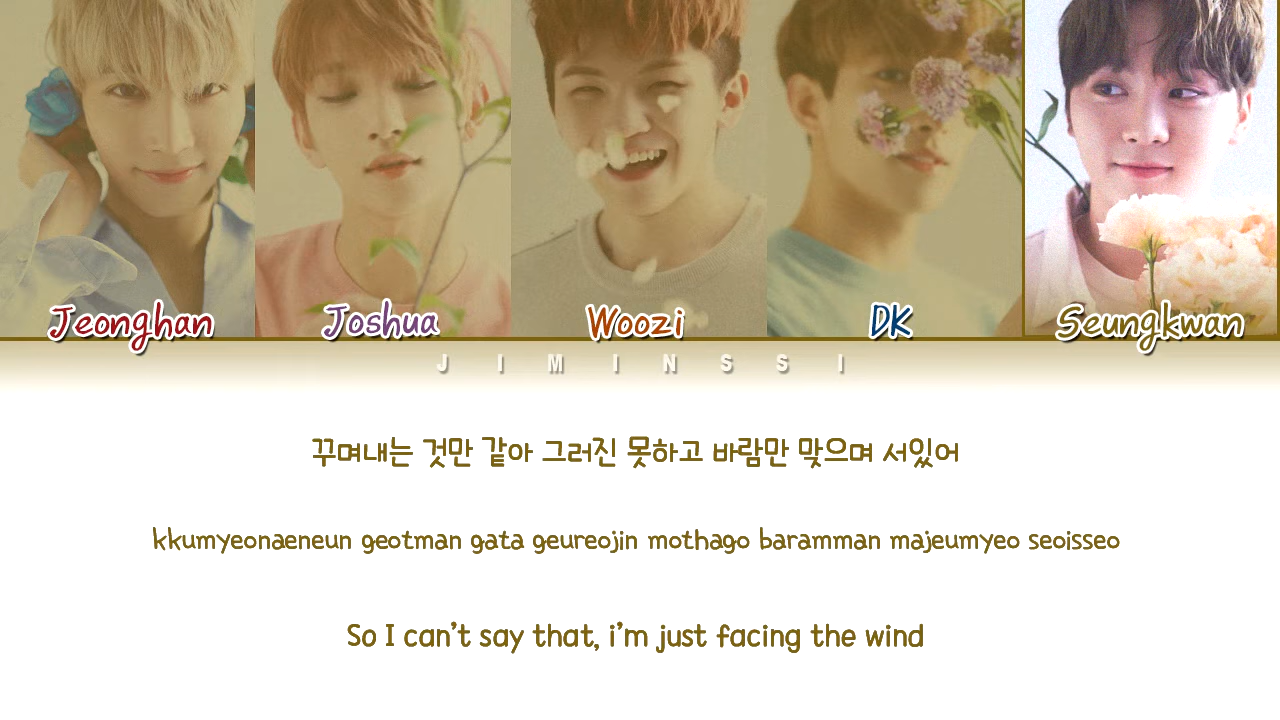 Jeonghan Joshua Woozi DK Seungkwan
JIMINSSI
꾸며내는 것만 같아 그러진 못하고 바람만 맞으며 서있어
kkumyeonaeneun geotman gata geureojin mothago baramman majeumyeo seoisseo
So I can't say that, i'm just facing the wind